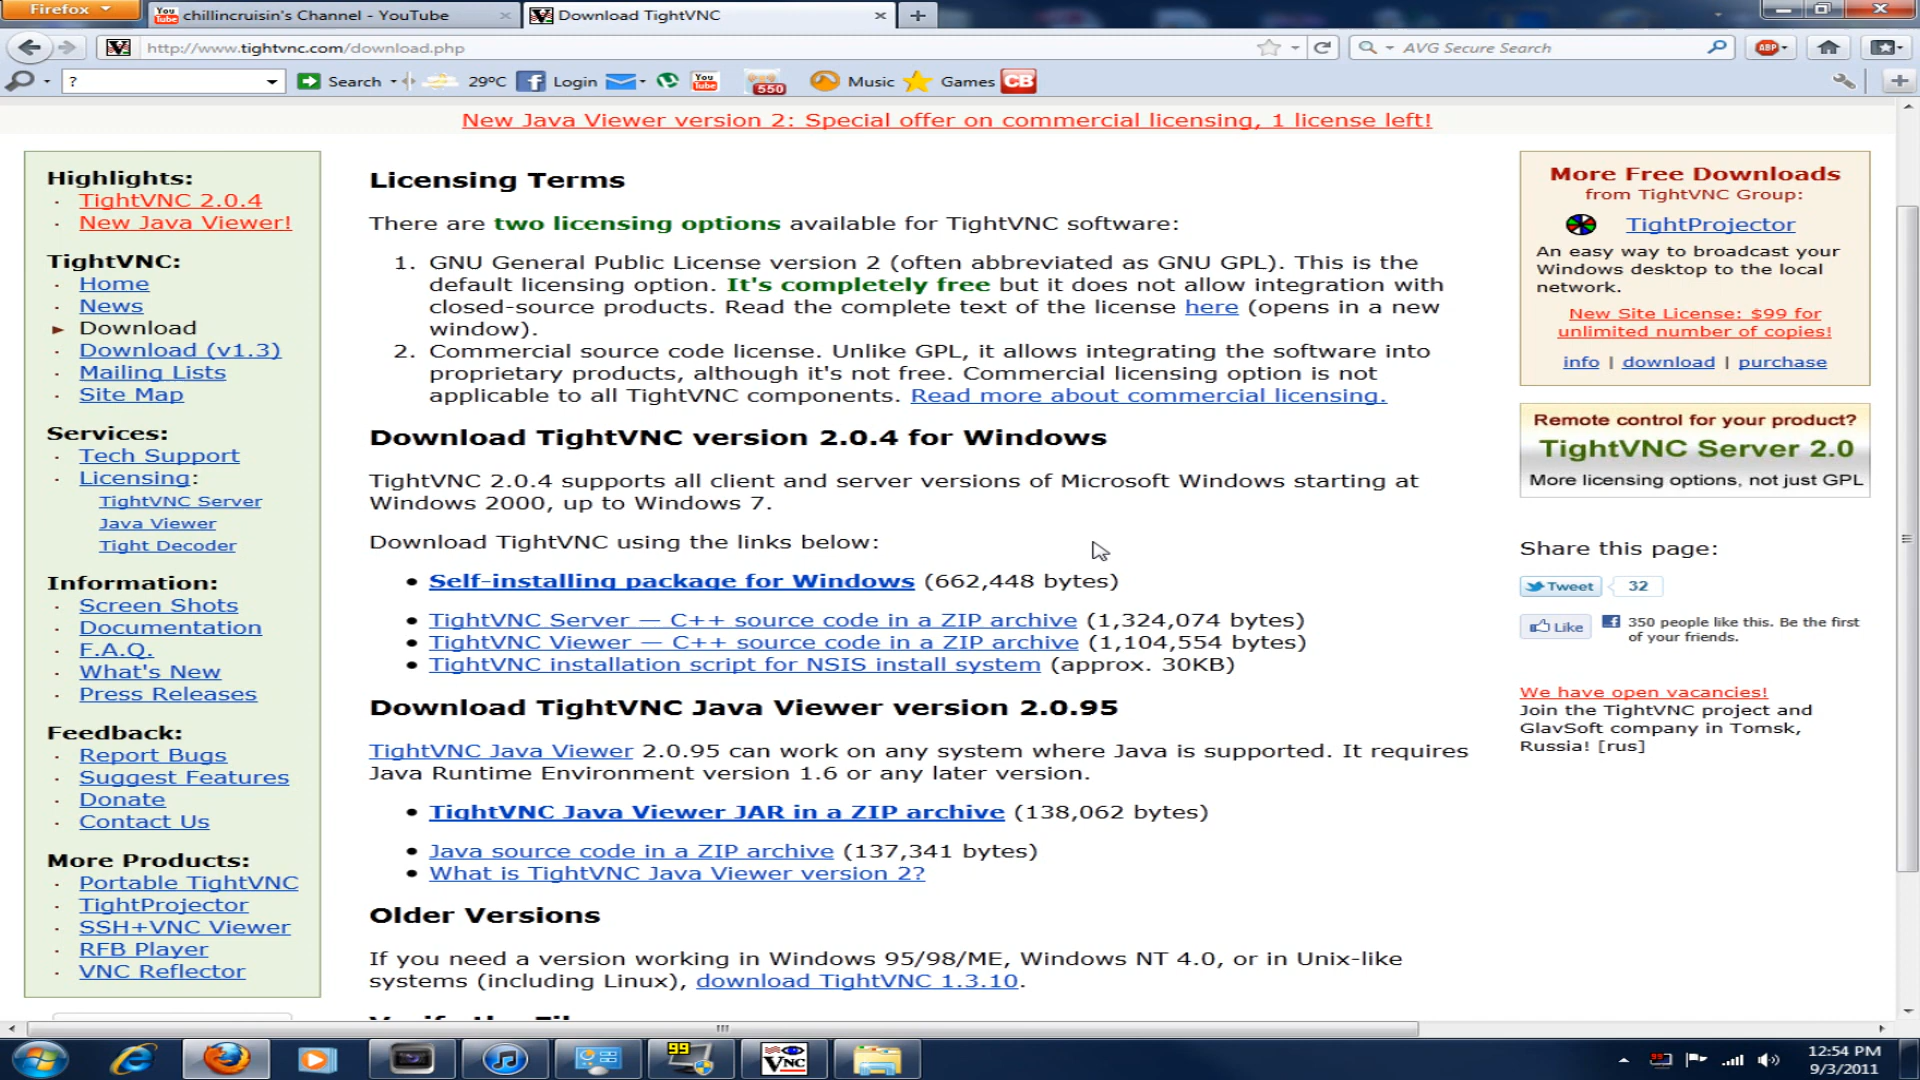 Firefox
chillincruisin's Channel - YouTube
Download TightVNC
http://www.tightvnc.com/download.php
AVG Secure Search
ABP
?
Search
29°C
Login
You Tube
550
Music
Games
CB
New Java Viewer version 2: Special offer on commercial licensing, 1 license left!
Highlights:
TightVNC 2.0.4
New Java Viewer!
TightVNC:
Home
News
Download
Download (v1.3)
Mailing Lists
Site Map
Services:
Tech Support
Licensing:
TightVNC Server
Java Viewer
Tight Decoder
Information:
Screen Shots
Documentation
F.A.Q.
What's New
Press Releases
Feedback:
Report Bugs
Suggest Features
Donate
Contact Us
More Products:
Portable TightVNC
TightProjector
SSH+VNC Viewer
RFB Player
VNC Reflector
Licensing Terms
There are two licensing options available for TightVNC software:
1. GNU General Public License version 2 (often abbreviated as GNU GPL). This is the
default licensing option. It's completely free but it does not allow integration with
closed-source products. Read the complete text of the license here (opens in a new
window).
2. Commercial source code license. Unlike GPL, it allows integrating the software into
proprietary products, although it's not free. Commercial licensing option is not
applicable to all TightVNC components. Read more about commercial licensing.
Download TightVNC version 2.0.4 for Windows
TightVNC 2.0.4 supports all client and server versions of Microsoft Windows starting at
Windows 2000, up to Windows 7.
Download TightVNC using the links below:
• Self-installing package for Windows (662,448 bytes)
• TightVNC Server — C++ source code in a ZIP archive (1,324,074 bytes)
• TightVNC Viewer — C++ source code in a ZIP archive (1,104,554 bytes)
• TightVNC installation script for NSIS install system (approx. 30KB)
Download TightVNC Java Viewer version 2.0.95
TightVNC Java Viewer 2.0.95 can work on any system where Java is supported. It requires
Java Runtime Environment version 1.6 or any later version.
• TightVNC Java Viewer JAR in a ZIP archive (138,062 bytes)
• Java source code in a ZIP archive (137,341 bytes)
• What is TightVNC Java Viewer version 2?
Older Versions
If you need a version working in Windows 95/98/ME, Windows NT 4.0, or in Unix-like
systems (including Linux), download TightVNC 1.3.10.
More Free Downloads
from TightVNC Group:
TightProjector
An easy way to broadcast your
Windows desktop to the local
network.
New Site License: $99 for
unlimited number of copies!
info | download | purchase
Remote control for your product?
TightVNC Server 2.0
More licensing options, not just GPL
Share this page:
Tweet 32
Like 350 people like this. Be the first
of your friends.
We have open vacancies!
Join the TightVNC project and
GlavSoft company in Tomsk,
Russia! [rus]
99
VNC
12:54 PM
9/3/2011